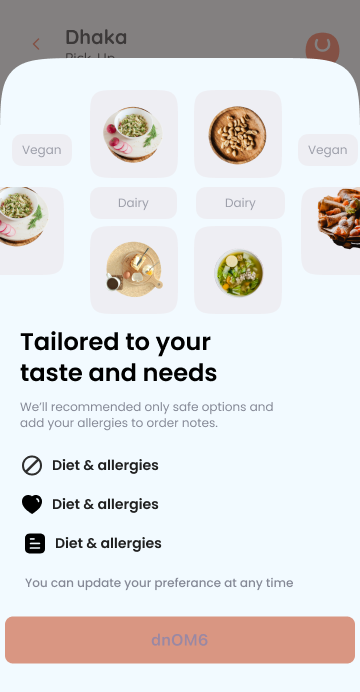 Dhaka
Pick-Up
Vegan
Vegan
Dairy
Dairy
Tailored to your
taste and needs
We’ll recommended only safe options and
add your allergies to order notes.
Diet & allergies
Diet & allergies
Diet & allergies
You can update your preferance at any time
dnOM6